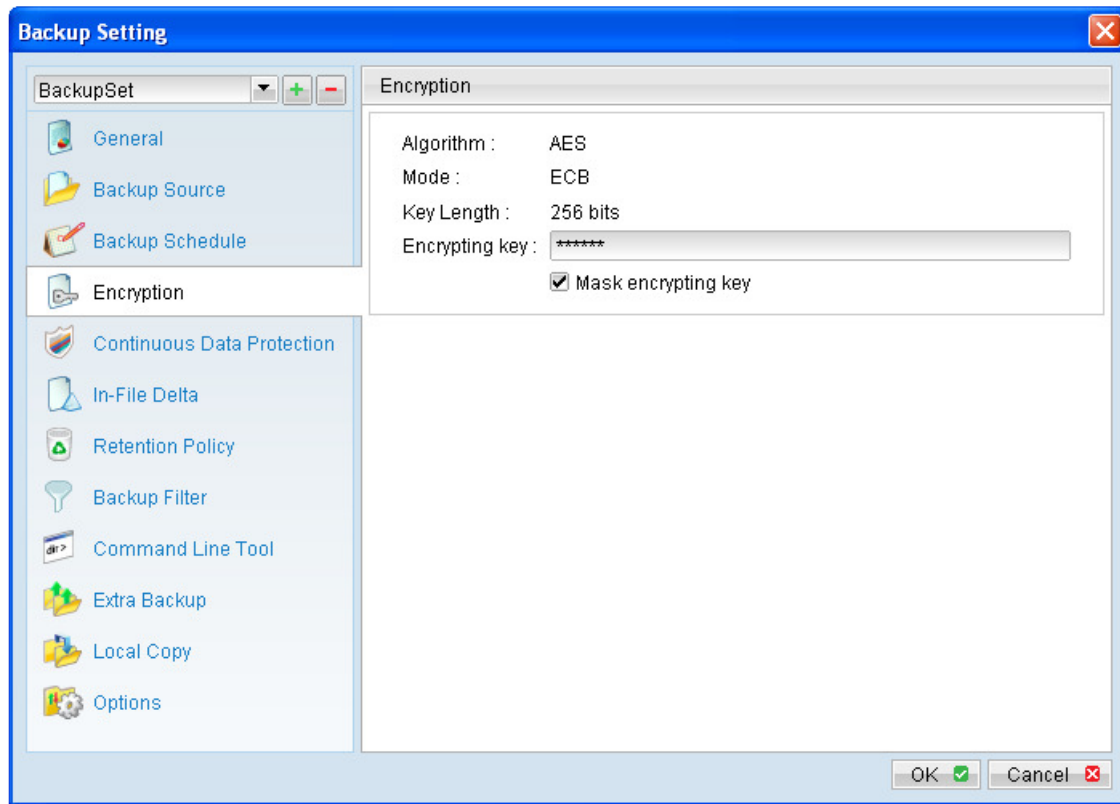 Backup Setting
BackupSet
General
Backup Source
Backup Schedule
Encryption
Continuous Data Protection
In-File Delta
Retention Policy
Backup Filter
dir>
Command Line Tool
Extra Backup
Local Copy
Options
Encryption
Algorithm : AES
Mode : ECB
Key Length : 256 bits
Encrypting key : ******
Mask encrypting key
OK
Cancel